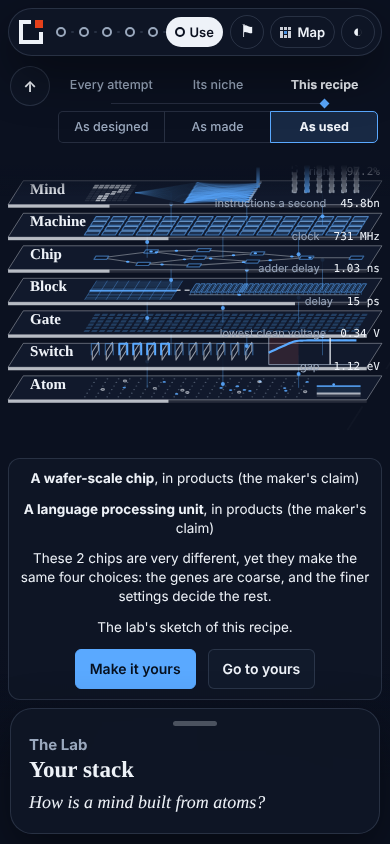 Use
Map
Every attempt
Its niche
This recipe
As designed
As made
As used
Mind
98.2%
instructions a second 45.8bn
Machine
clock 731 MHz
Chip
adder delay 1.03 ns
Block
delay 15 ps
Gate
lowest clean voltage 0.34 V
Switch
gap 1.12 eV
Atom
A wafer-scale chip, in products (the maker's claim)
A language processing unit, in products (the maker's
claim)
These 2 chips are very different, yet they make the
same four choices: the genes are coarse, and the finer
settings decide the rest.
The lab's sketch of this recipe.
Make it yours
Go to yours
The Lab
Your stack
How is a mind built from atoms?